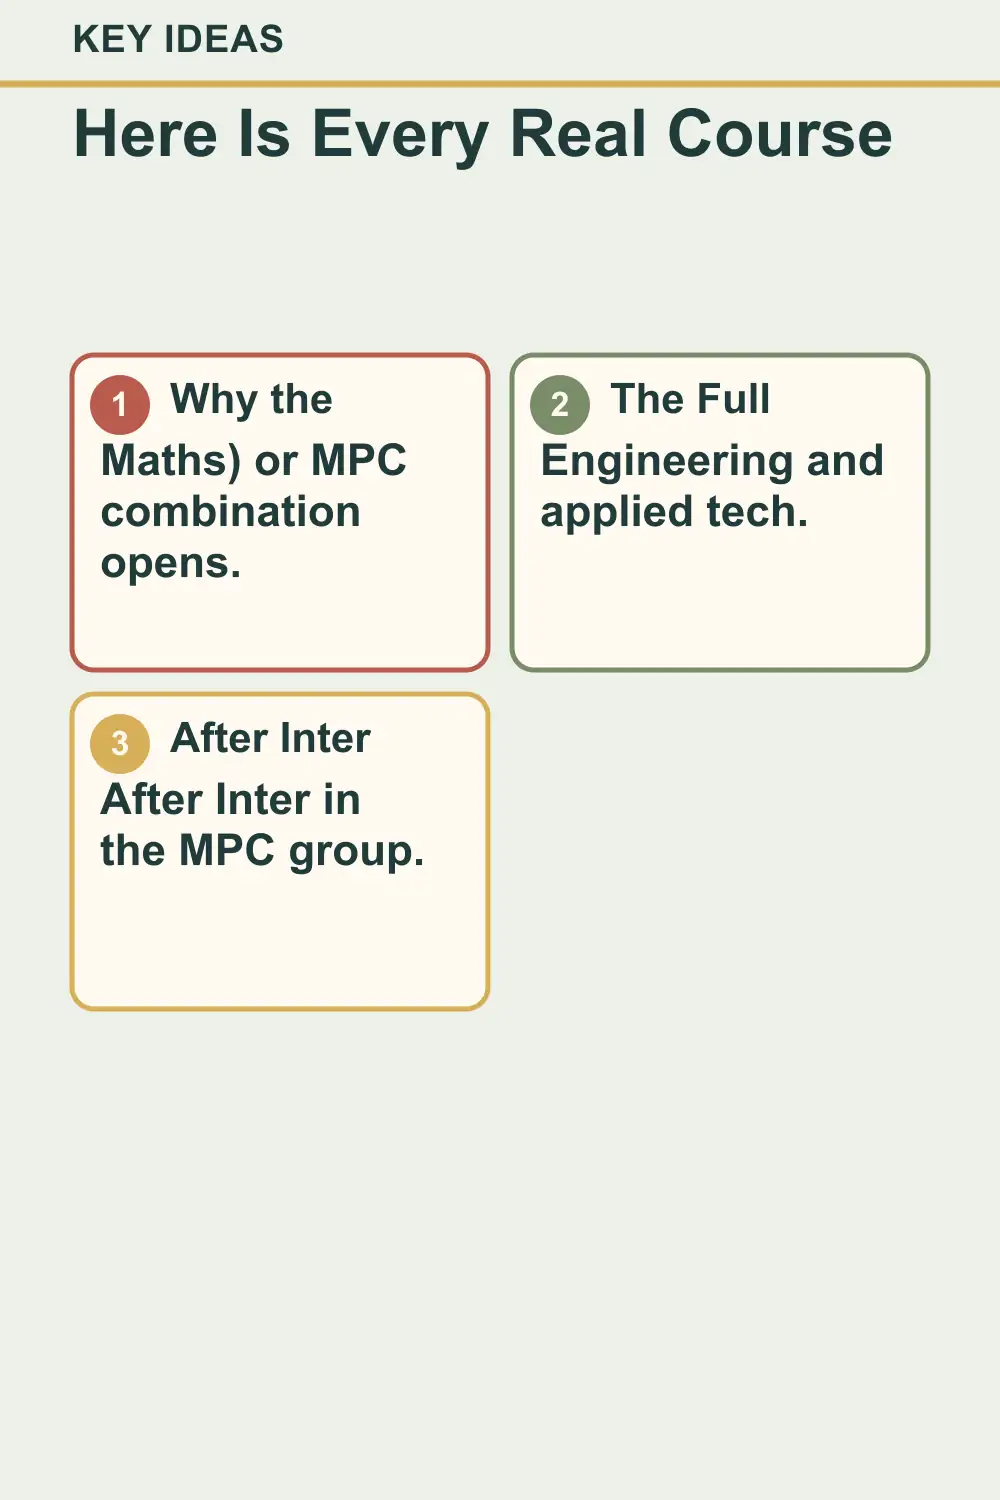 KEY IDEAS
Here Is Every Real Course
1 Why the
Maths) or MPC
combination
opens.
2 The Full
Engineering and
applied tech.
3 After Inter
After Inter in
the MPC group.